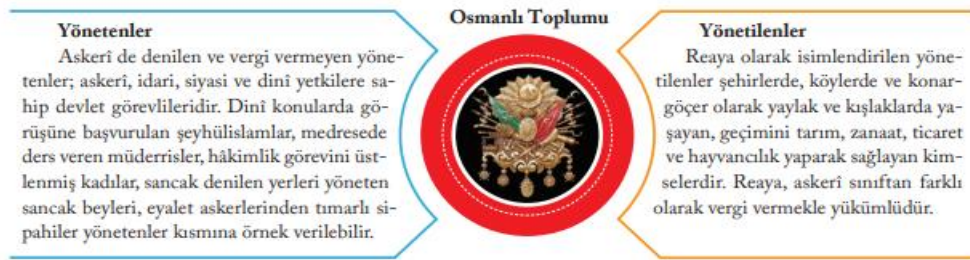 Osmanlı Toplumu
Yönetenler
Askerî de denilen ve vergi vermeyen yöne-
tenler; askerî, idari, siyasi ve dinî yetkilere sa-
hip devlet görevlileridir. Dinî konularda gö-
rüşüne başvurulan şeyhülislamlar, medresede
ders veren müderrisler, hâkimlik görevini üst-
lenmiş kadılar, sancak denilen yerleri yöneten
sancak beyleri, eyalet askerlerinden tımarlı si-
pahiler yönetenler kısmına örnek verilebilir.
Yönetilenler
Reaya olarak isimlendirilen yöne-
tilenler şehirlerde, köylerde ve konar-
göçer olarak yaylak ve kışlaklarda ya-
şayan, geçimini tarım, zanaat, ticaret
ve hayvancılık yaparak sağlayan kim-
selerdir. Reaya, askerî sınıftan farklı
olarak vergi vermekle yükümlüdür.